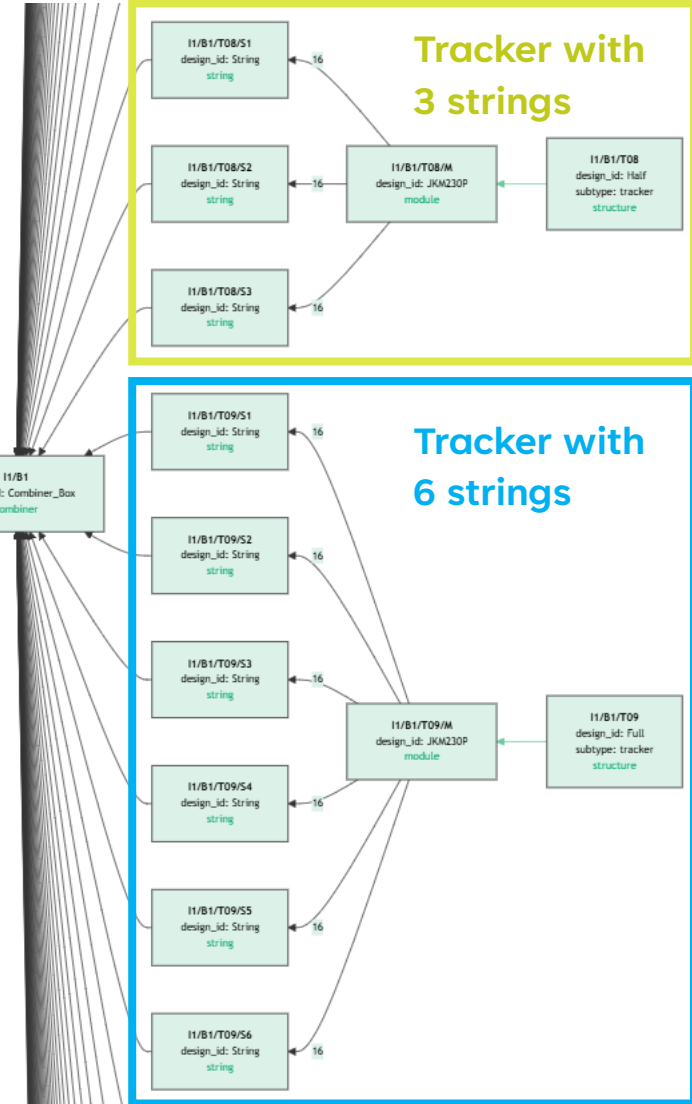 Tracker with
3 strings
I1/B1/T08/S1
design_id: String
string
16
I1/B1/T08/S2
design_id: String
string
16
I1/B1/T08/M
design_id: JKM230P
module
I1/B1/T08
design_id: Half
subtype: tracker
structure
I1/B1/T08/S3
design_id: String
string
16
Tracker with
6 strings
I1/B1/T09/S1
design_id: String
string
16
I1/B1
: Combiner_Box
ombiner
I1/B1/T09/S2
design_id: String
string
16
I1/B1/T09/S3
design_id: String
string
16
I1/B1/T09/M
design_id: JKM230P
module
I1/B1/T09
design_id: Full
subtype: tracker
structure
I1/B1/T09/S4
design_id: String
string
16
I1/B1/T09/S5
design_id: String
string
16
I1/B1/T09/S6
design_id: String
string
16